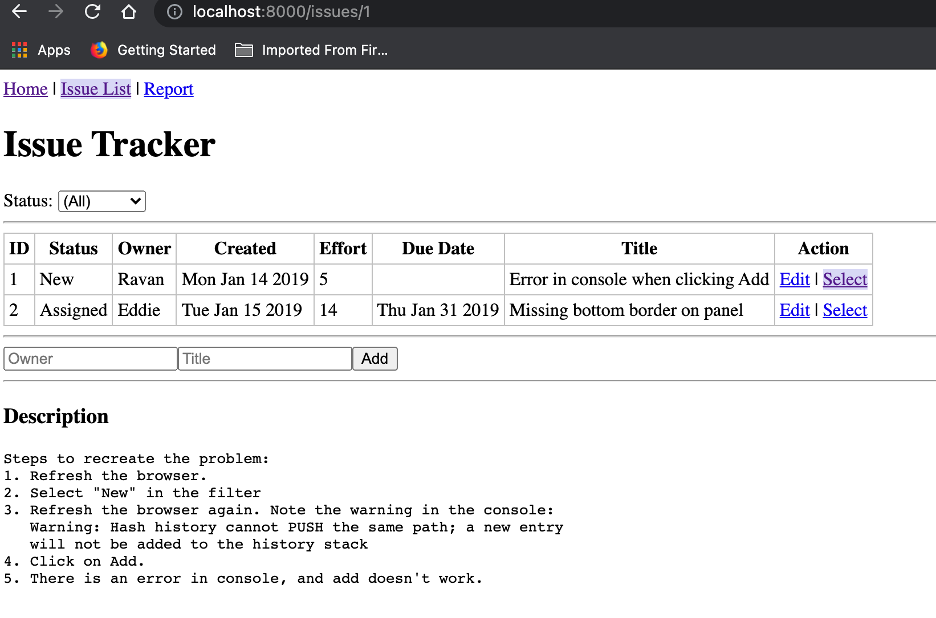 localhost:8000/issues/1
Apps Getting Started Imported From Fir...
Home | Issue List | Report
Issue Tracker
Status: (All)
ID Status Owner Created Effort Due Date Title Action
1 New Ravan Mon Jan 14 2019 5 Error in console when clicking Add Edit | Select
2 Assigned Eddie Tue Jan 15 2019 14 Thu Jan 31 2019 Missing bottom border on panel Edit | Select
Owner Title Add
Description
Steps to recreate the problem:
1. Refresh the browser.
2. Select "New" in the filter
3. Refresh the browser again. Note the warning in the console:
Warning: Hash history cannot PUSH the same path; a new entry
will not be added to the history stack
4. Click on Add.
5. There is an error in console, and add doesn't work.